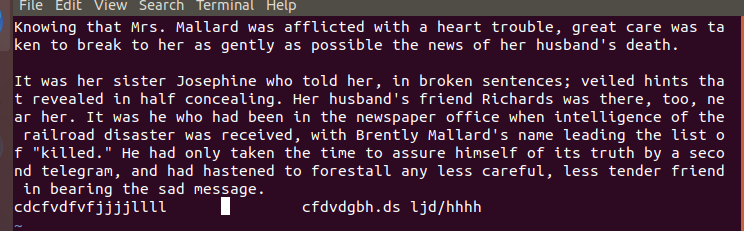 File Edit View Search Terminal Help
Knowing that Mrs. Mallard was afflicted with a heart trouble, great care was ta
ken to break to her as gently as possible the news of her husband's death.

It was her sister Josephine who told her, in broken sentences; veiled hints tha
t revealed in half concealing. Her husband's friend Richards was there, too, ne
ar her. It was he who had been in the newspaper office when intelligence of the
 railroad disaster was received, with Brently Mallard's name leading the list o
f "killed." He had only taken the time to assure himself of its truth by a seco
nd telegram, and had hastened to forestall any less careful, less tender friend
 in bearing the sad message.
cdcfvdfvfjjjjllll                 cfdvdgbh.ds ljd/hhhh
~